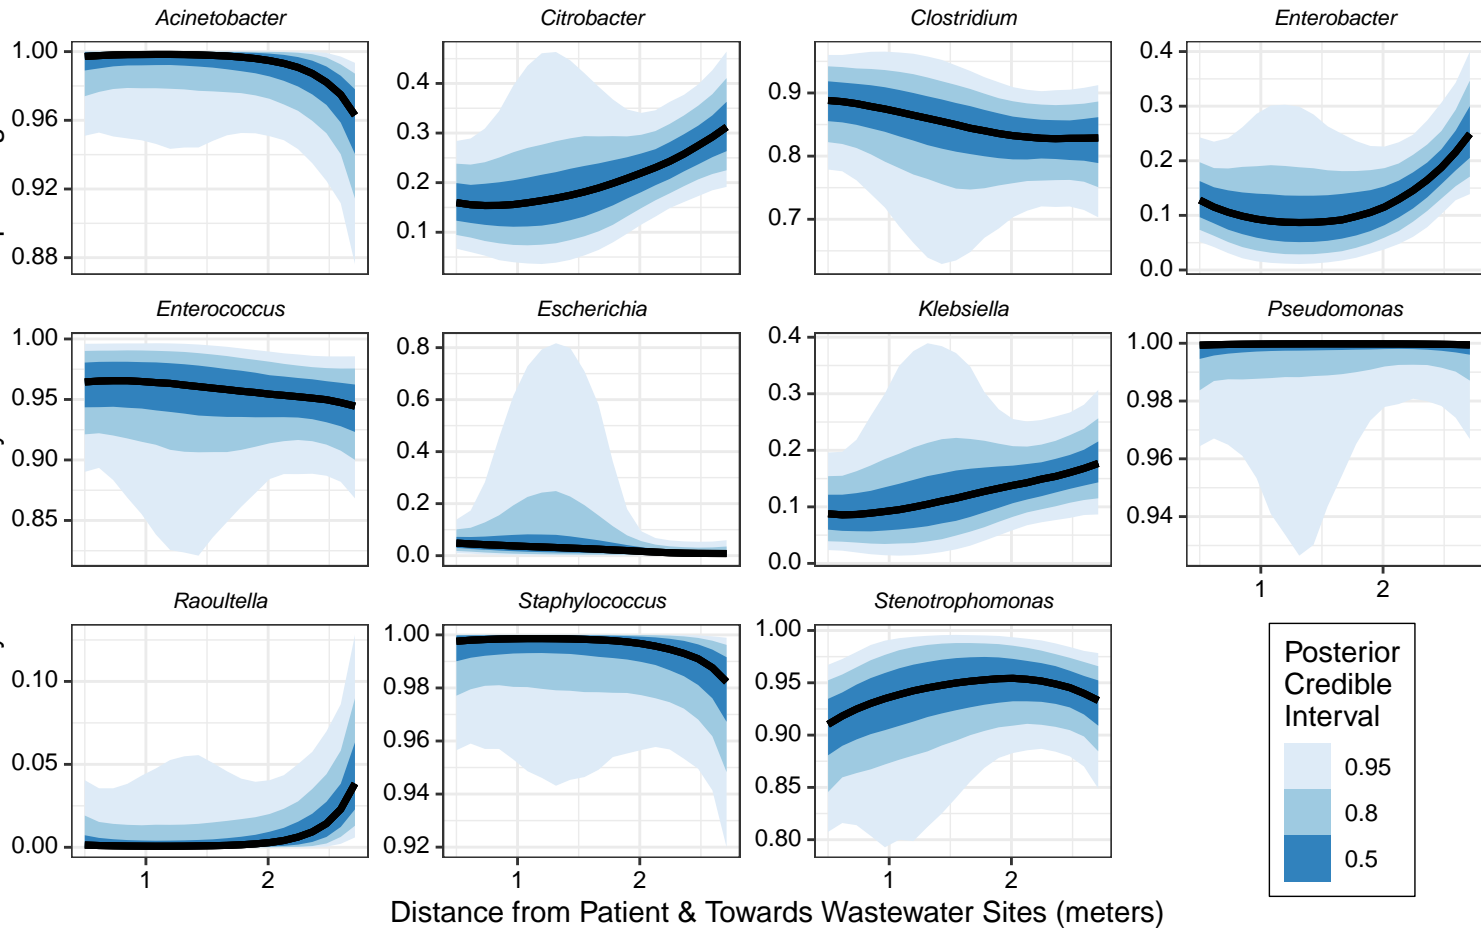 Acinetobacter Citrobacter Clostridium Enterobacter
1.00 0.96 0.92 0.88
0.4 0.3 0.2 0.1
0.9 0.8 0.7
0.4 0.3 0.2 0.1 0.0
Enterococcus Escherichia Klebsiella Pseudomonas
1.00 0.95 0.90 0.85
0.8 0.6 0.4 0.2 0.0
0.4 0.3 0.2 0.1 0.0
1.00 0.98 0.96 0.94
1 2
Raoultella Staphylococcus Stenotrophomonas
0.10 0.05 0.00
1.00 0.98 0.96 0.94 0.92
1.00 0.95 0.90 0.85 0.80
1 2 1 2 1 2
Posterior
Credible
Interval
0.95
0.8
0.5
Distance from Patient & Towards Wastewater Sites (meters)